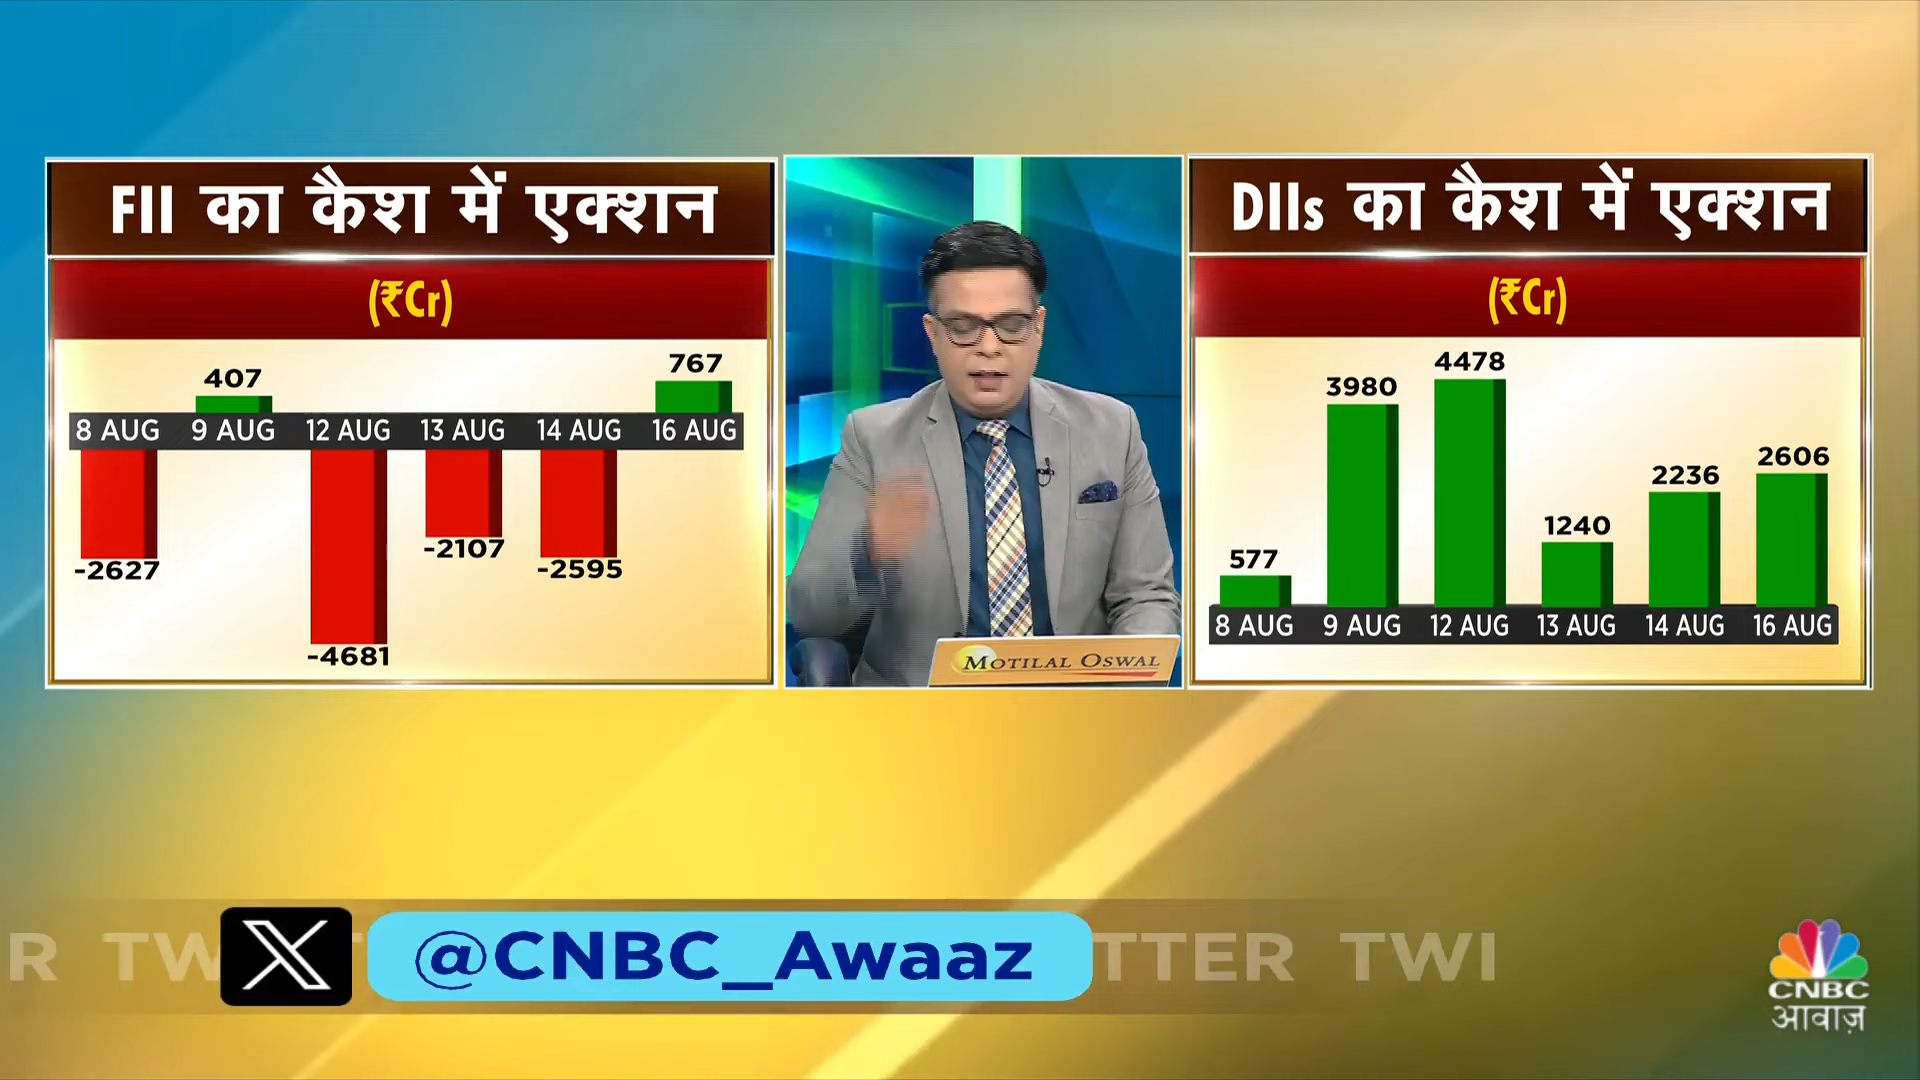 FII का कैश में एक्शन
(₹Cr)
407
767
8 AUG 9 AUG 12 AUG 13 AUG 14 AUG 16 AUG
-2627
-4681
-2107
-2595
MOTILAL OSWAL
DIIs का कैश में एक्शन
(₹Cr)
577
3980
4478
1240
2236
2606
8 AUG 9 AUG 12 AUG 13 AUG 14 AUG 16 AUG
R TW
X
@CNBC_Awaaz
TTER TWI
CNBC
आवाज़